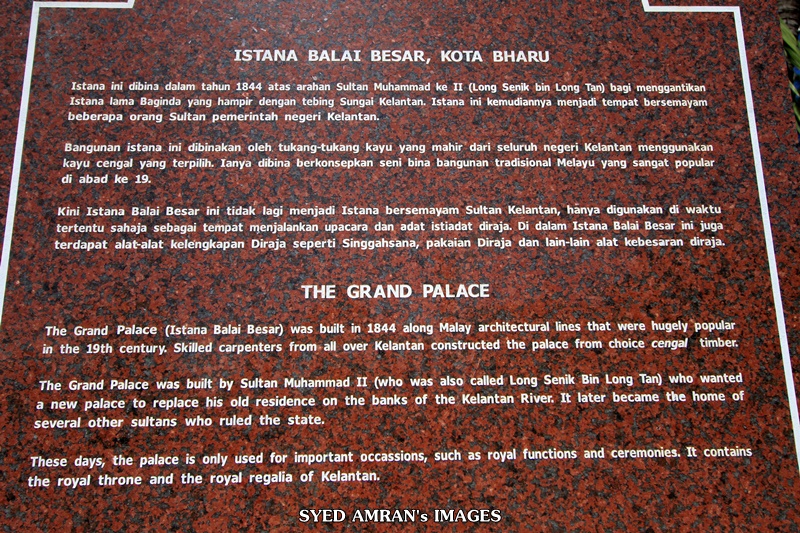 ISTANA BALAI BESAR, KOTA BHARU
Istana ini dibina dalam tahun 1844 atas arahan Sultan Muhammad ke II (Long Senik bin Long Tan) bagi menggantikan
Istana lama Baginda yang hampir dengan tebing Sungai Kelantan. Istana ini kemudiannya menjadi tempat bersemayam
beberapa orang Sultan pemerintah negeri Kelantan.
Bangunan istana ini dibinakan oleh tukang-tukang kayu yang mahir dari seluruh negeri Kelantan menggunakan
kayu cengal yang terpilih. Ianya dibina berkonsepkan seni bina bangunan tradisional Melayu yang sangat popular
di abad ke 19.
Kini Istana Balai Besar ini tidak lagi menjadi Istana bersemayam Sultan Kelantan, hanya digunakan di waktu
tertentu sahaja sebagai tempat menjalankan upacara dan adat istiadat diraja. Di dalam Istana Balai Besar ini juga
terdapat alat-alat kelengkapan Diraja seperti Singgahsana, pakaian Diraja dan lain-lain alat kebesaran diraja.
THE GRAND PALACE
The Grand Palace (Istana Balai Besar) was built in 1844 along Malay architectural lines that were hugely popular
in the 19th century. Skilled carpenters from all over Kelantan constructed the palace from choice cengal timber.
The Grand Palace was built by Sultan Muhammad II (who was also called Long Senik Bin Long Tan) who wanted
a new palace to replace his old residence on the banks of the Kelantan River. It later became the home of
several other sultans who ruled the state.
These days, the palace is only used for important occassions, such as royal functions and ceremonies. It contains
the royal throne and the royal regalia of Kelantan.
SYED AMRAN's IMAGES